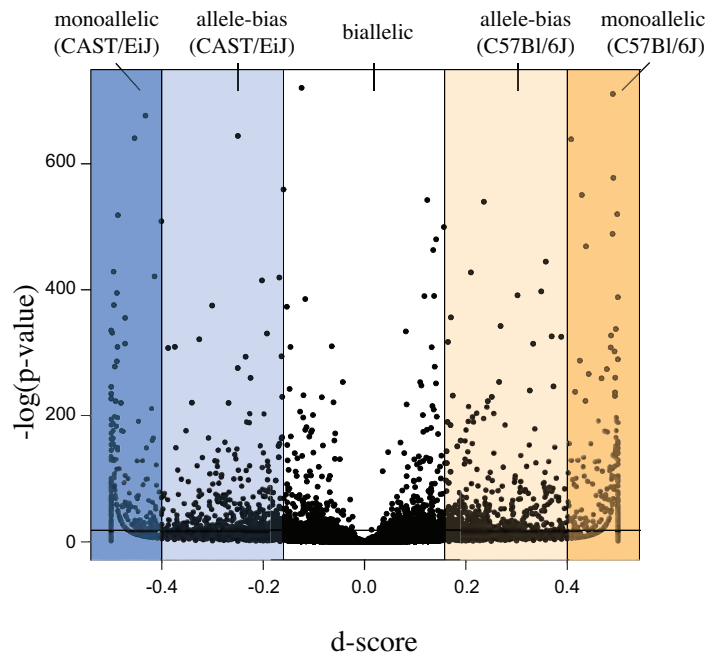 monoallelic
(CAST/EiJ)
allele-bias
(CAST/EiJ)
biallelic
allele-bias
(C57Bl/6J)
monoallelic
(C57Bl/6J)
-log(p-value)
600
400
200
0
-0.4
-0.2
0.0
0.2
0.4
d-score